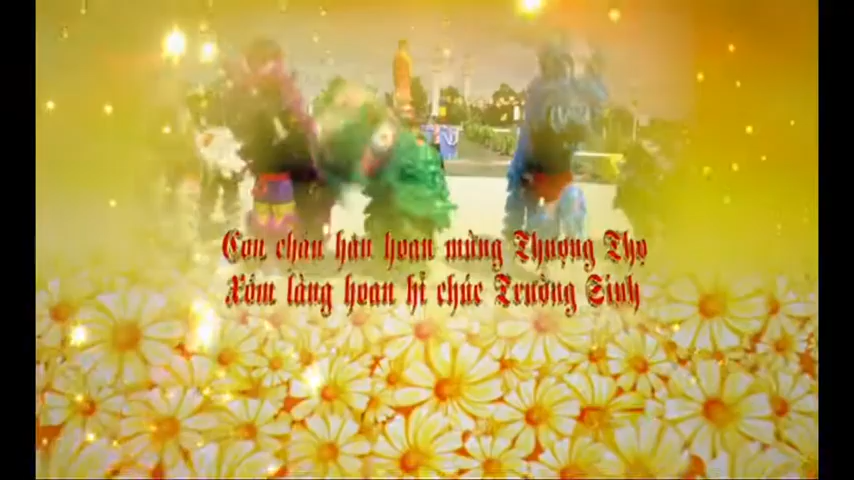 Con cháu hân hoan mừng Thượng Thọ
Xóm làng hoan hỉ chúc Trường Sinh